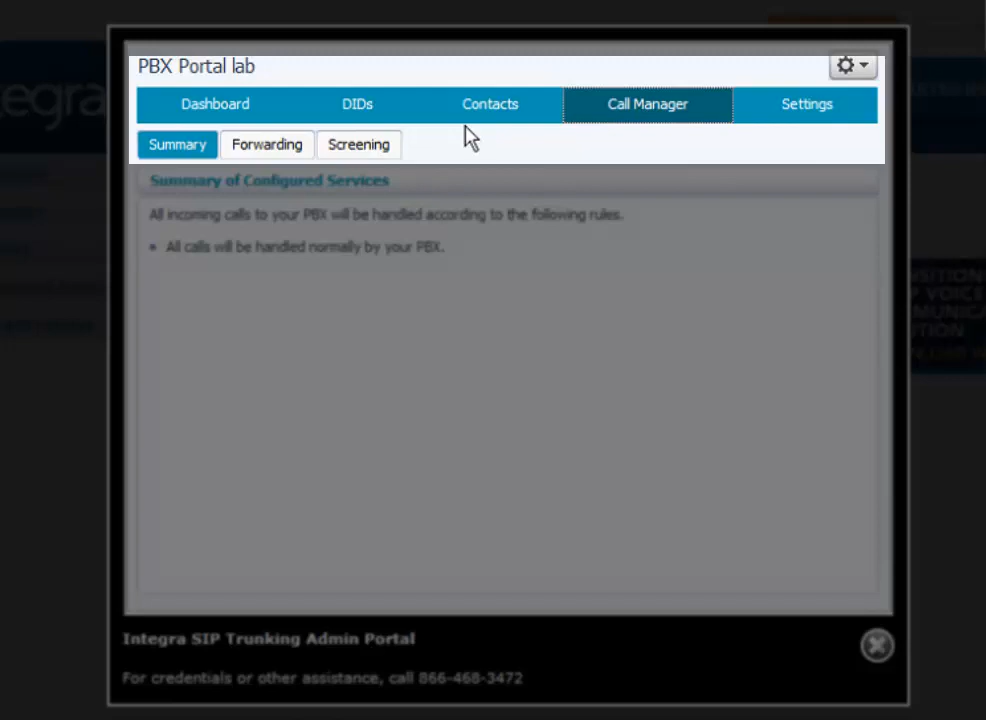 PBX Portal lab
Dashboard DIDs Contacts Call Manager Settings
Summary Forwarding Screening
Summary of Configured Services
All incoming calls to your PBX will be handled according to the following rules.
• All calls will be handled normally by your PBX.
Integra SIP Trunking Admin Portal
For credentials or other assistance, call 866-468-3472